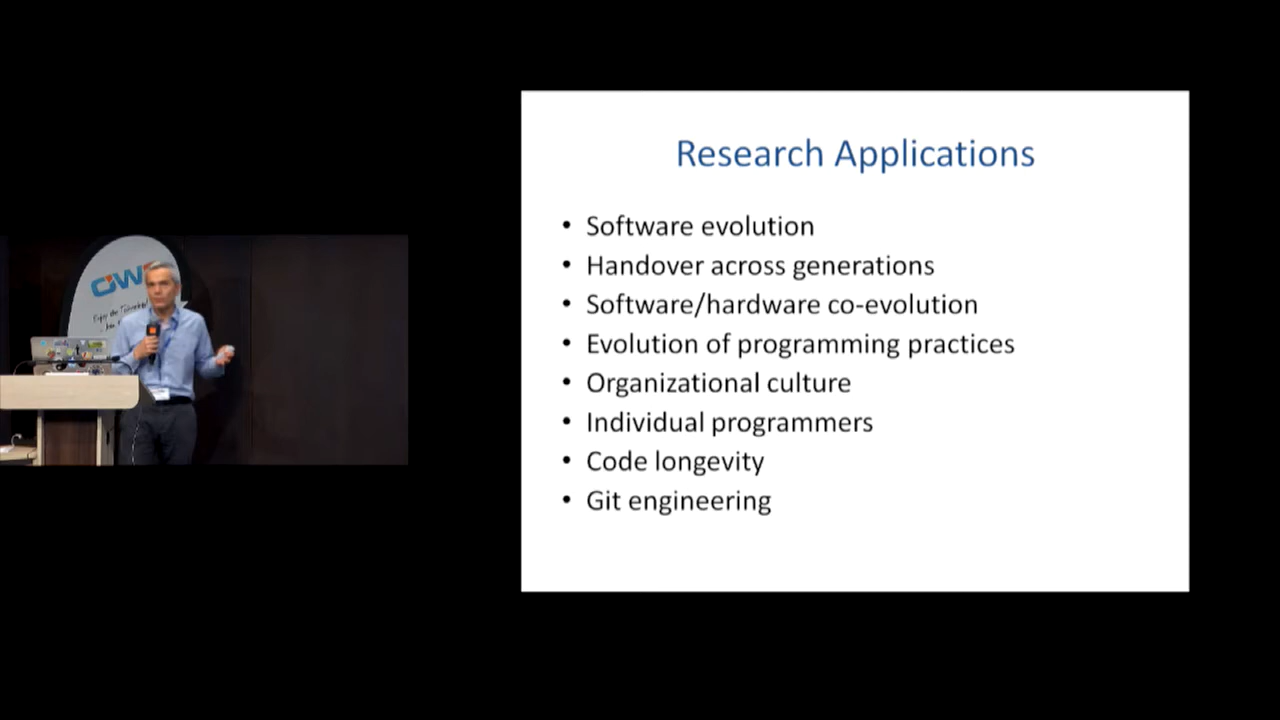 Research Applications
• Software evolution
• Handover across generations
• Software/hardware co-evolution
• Evolution of programming practices
• Organizational culture
• Individual programmers
• Code longevity
• Git engineering